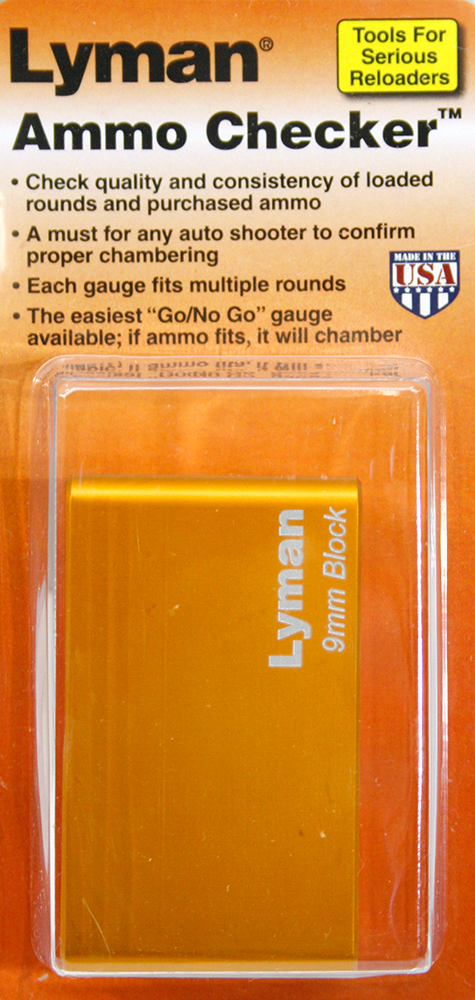 Lyman®
Tools For
Serious
Reloaders
Ammo Checker™
• Check quality and consistency of loaded
rounds and purchased ammo
• A must for any auto shooter to confirm
proper chambering
MADE IN THE
USA
• Each gauge fits multiple rounds
• The easiest “Go/No Go” gauge
available; if ammo fits, it will chamber
Lyman
9mm Block